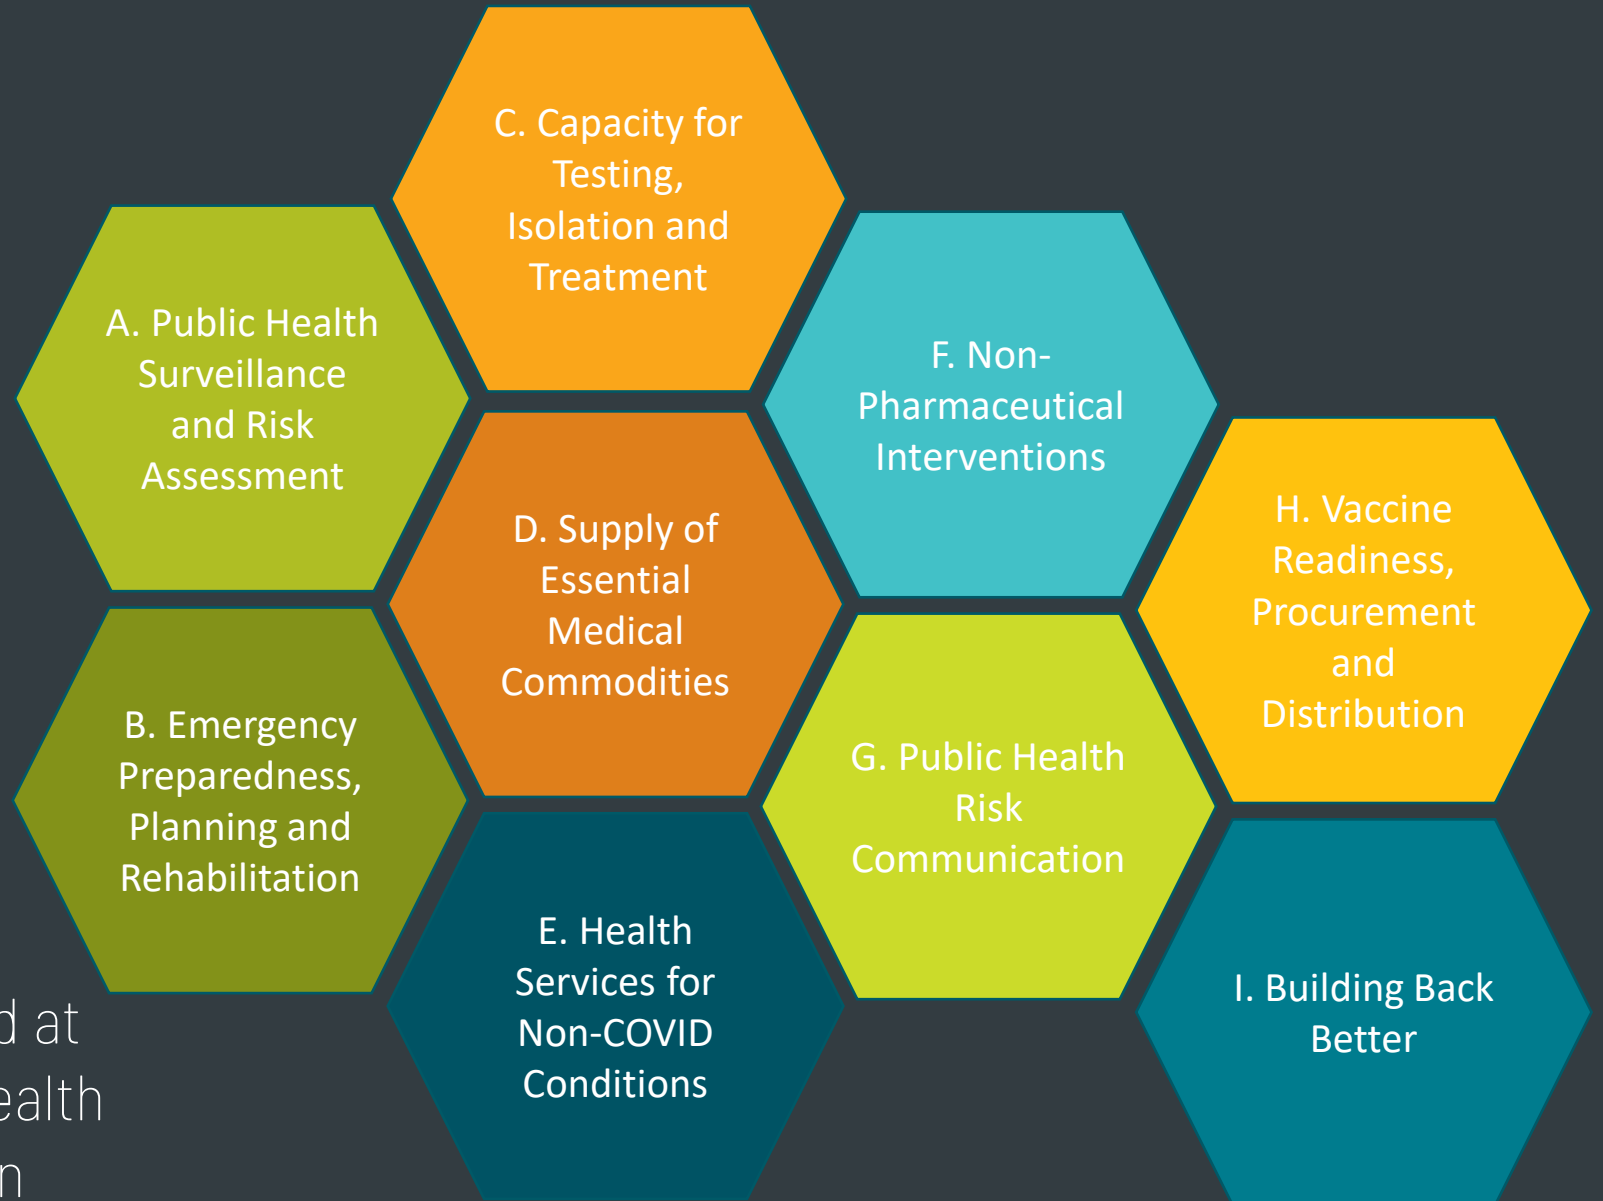 A. Public Health
Surveillance
and Risk
Assessment
B. Emergency
Preparedness,
Planning and
Rehabilitation
C. Capacity for
Testing,
Isolation and
Treatment
D. Supply of
Essential
Medical
Commodities
E. Health
Services for
Non-COVID
Conditions
F. Non-
Pharmaceutical
Interventions
G. Public Health
Risk
Communication
H. Vaccine
Readiness,
Procurement
and
Distribution
I. Building Back
Better
at